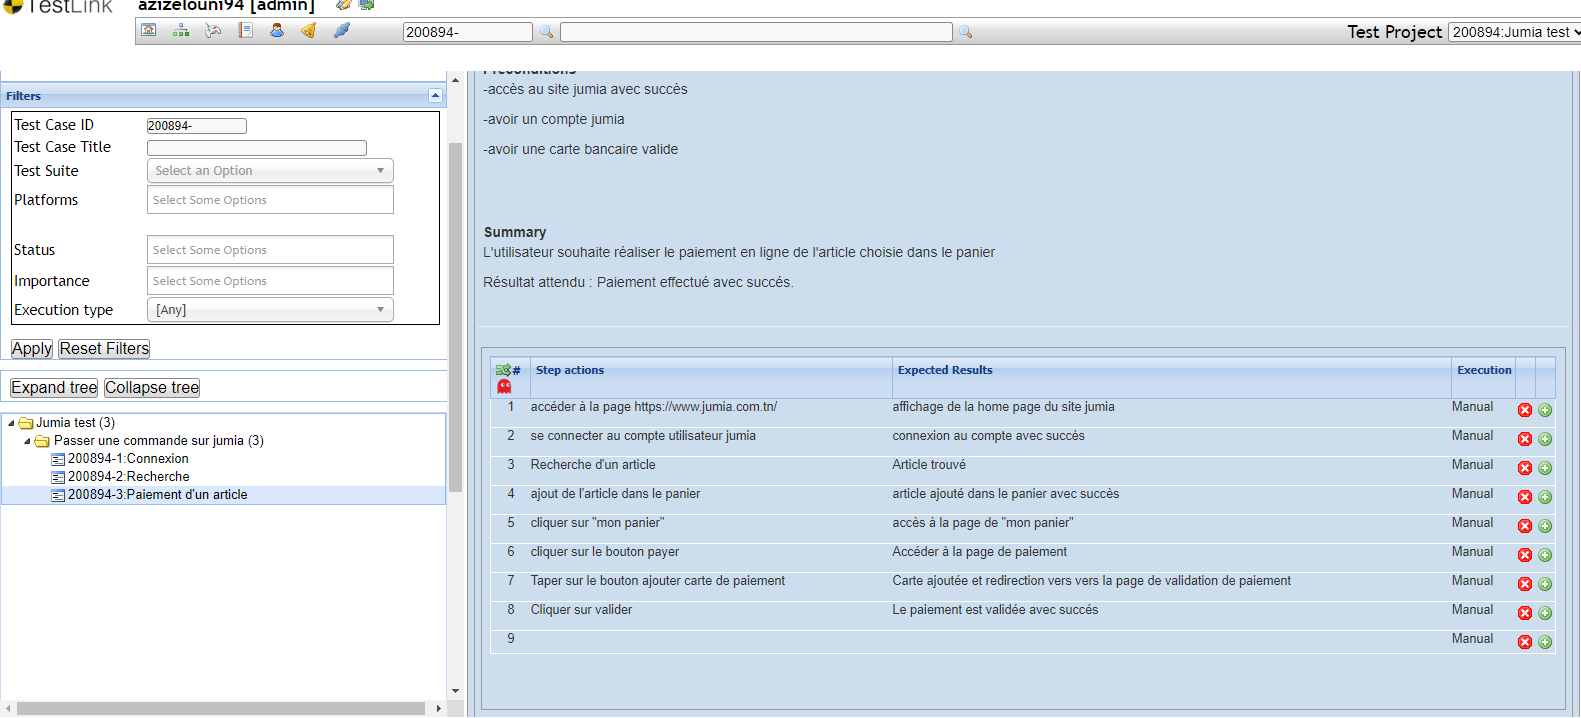 TestLink
azizelouni94 [admin]
200894-
Test Project 200894:Jumia test
Filters
Test Case ID 200894-
Test Case Title
Test Suite Select an Option
Platforms Select Some Options
Status Select Some Options
Importance Select Some Options
Execution type [Any]
Apply Reset Filters
Expand tree Collapse tree
Jumia test (3)
Passer une commande sur jumia (3)
200894-1:Connexion
200894-2:Recherche
200894-3:Paiement d'un article
Preconditions
-accès au site jumia avec succès
-avoir un compte jumia
-avoir une carte bancaire valide
Summary
L'utilisateur souhaite réaliser le paiement en ligne de l'article choisie dans le panier
Résultat attendu : Paiement effectué avec succés.
# Step actions Expected Results Execution
1 accéder à la page https://www.jumia.com.tn/ affichage de la home page du site jumia Manual
2 se connecter au compte utilisateur jumia connexion au compte avec succès Manual
3 Recherche d'un article Article trouvé Manual
4 ajout de l'article dans le panier article ajouté dans le panier avec succès Manual
5 cliquer sur "mon panier" accès à la page de "mon panier" Manual
6 cliquer sur le bouton payer Accéder à la page de paiement Manual
7 Taper sur le bouton ajouter carte de paiement Carte ajoutée et redirection vers vers la page de validation de paiement Manual
8 Cliquer sur valider Le paiement est validée avec succés Manual
9 Manual